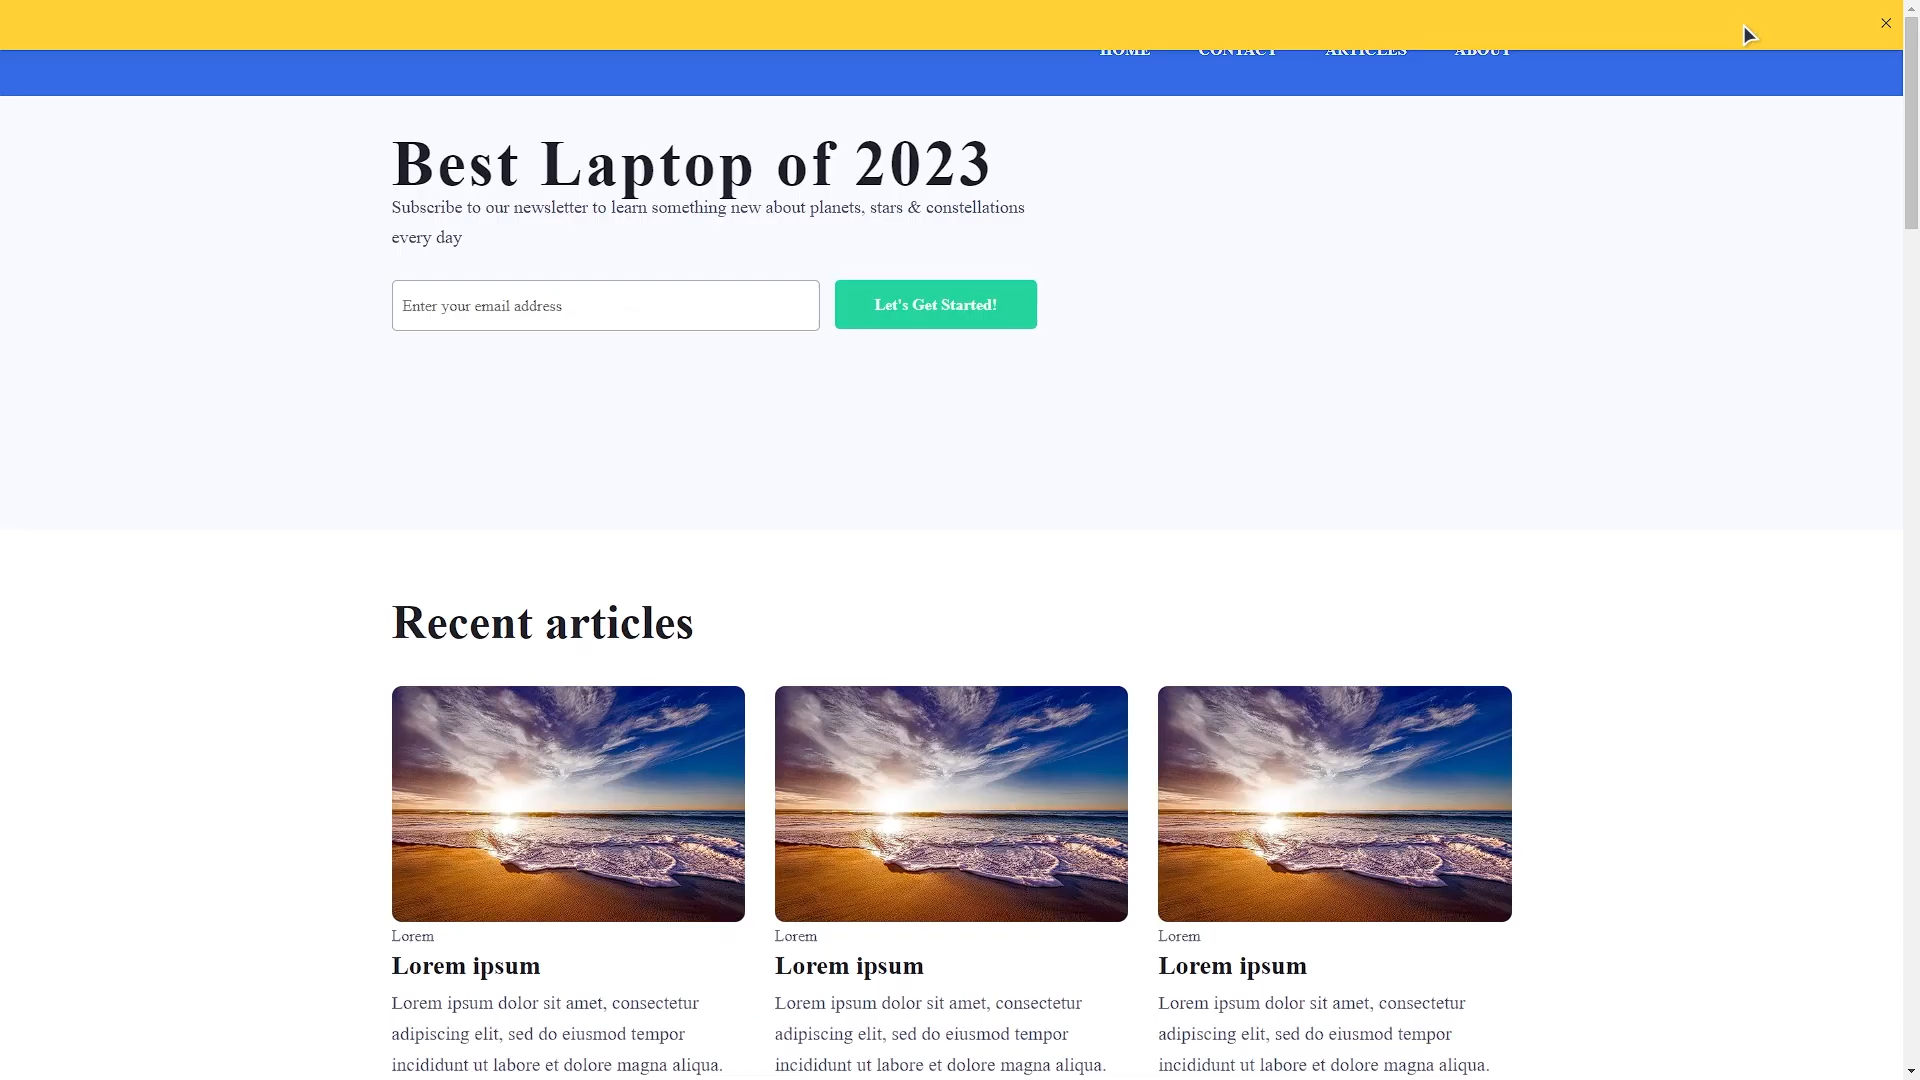 HOME CONTACT ARTICLES ABOUT
Best Laptop of 2023
Subscribe to our newsletter to learn something new about planets, stars & constellations
every day
Enter your email address
Let's Get Started!
Recent articles
Lorem
Lorem ipsum
Lorem ipsum dolor sit amet, consectetur
adipiscing elit, sed do eiusmod tempor
incididunt ut labore et dolore magna aliqua.
Lorem
Lorem ipsum
Lorem ipsum dolor sit amet, consectetur
adipiscing elit, sed do eiusmod tempor
incididunt ut labore et dolore magna aliqua.
Lorem
Lorem ipsum
Lorem ipsum dolor sit amet, consectetur
adipiscing elit, sed do eiusmod tempor
incididunt ut labore et dolore magna aliqua.